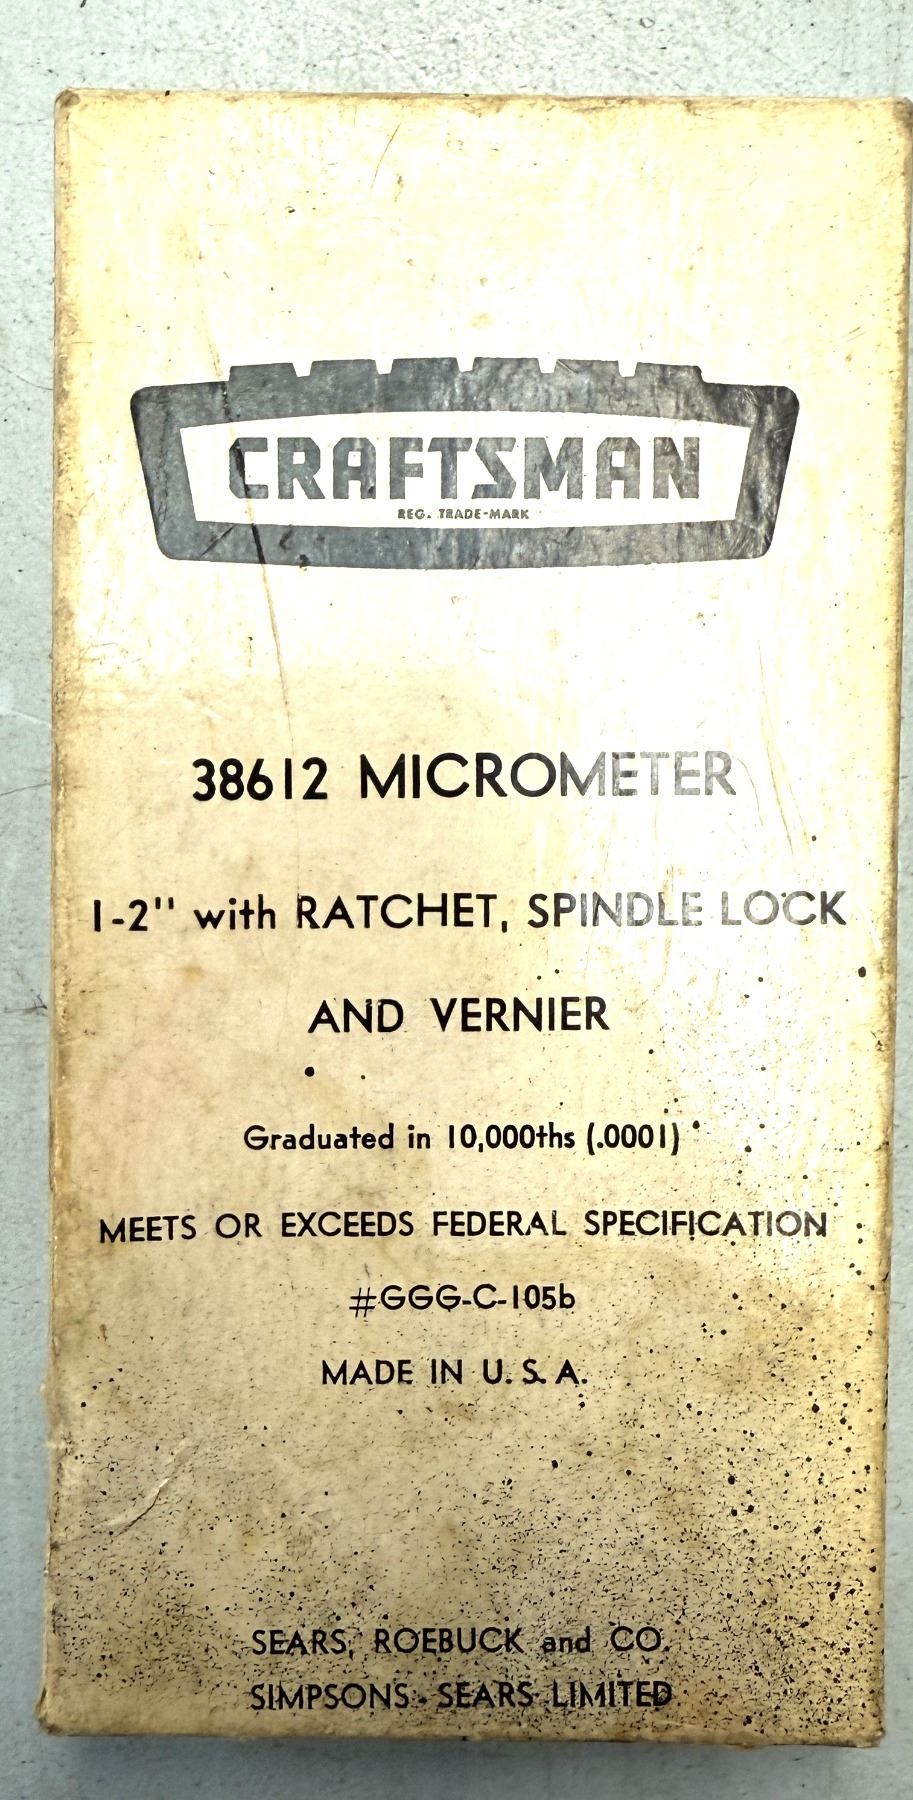 CRAFTSMAN
REG. TRADE-MARK
38612 MICROMETER
1-2" with RATCHET, SPINDLE LOCK
AND VERNIER
Graduated in 10,000ths (.0001)
MEETS OR EXCEEDS FEDERAL SPECIFICATION
#GGG-C-105b
MADE IN U. S. A.
SEARS, ROEBUCK and CO.
SIMPSONS - SEARS LIMITED